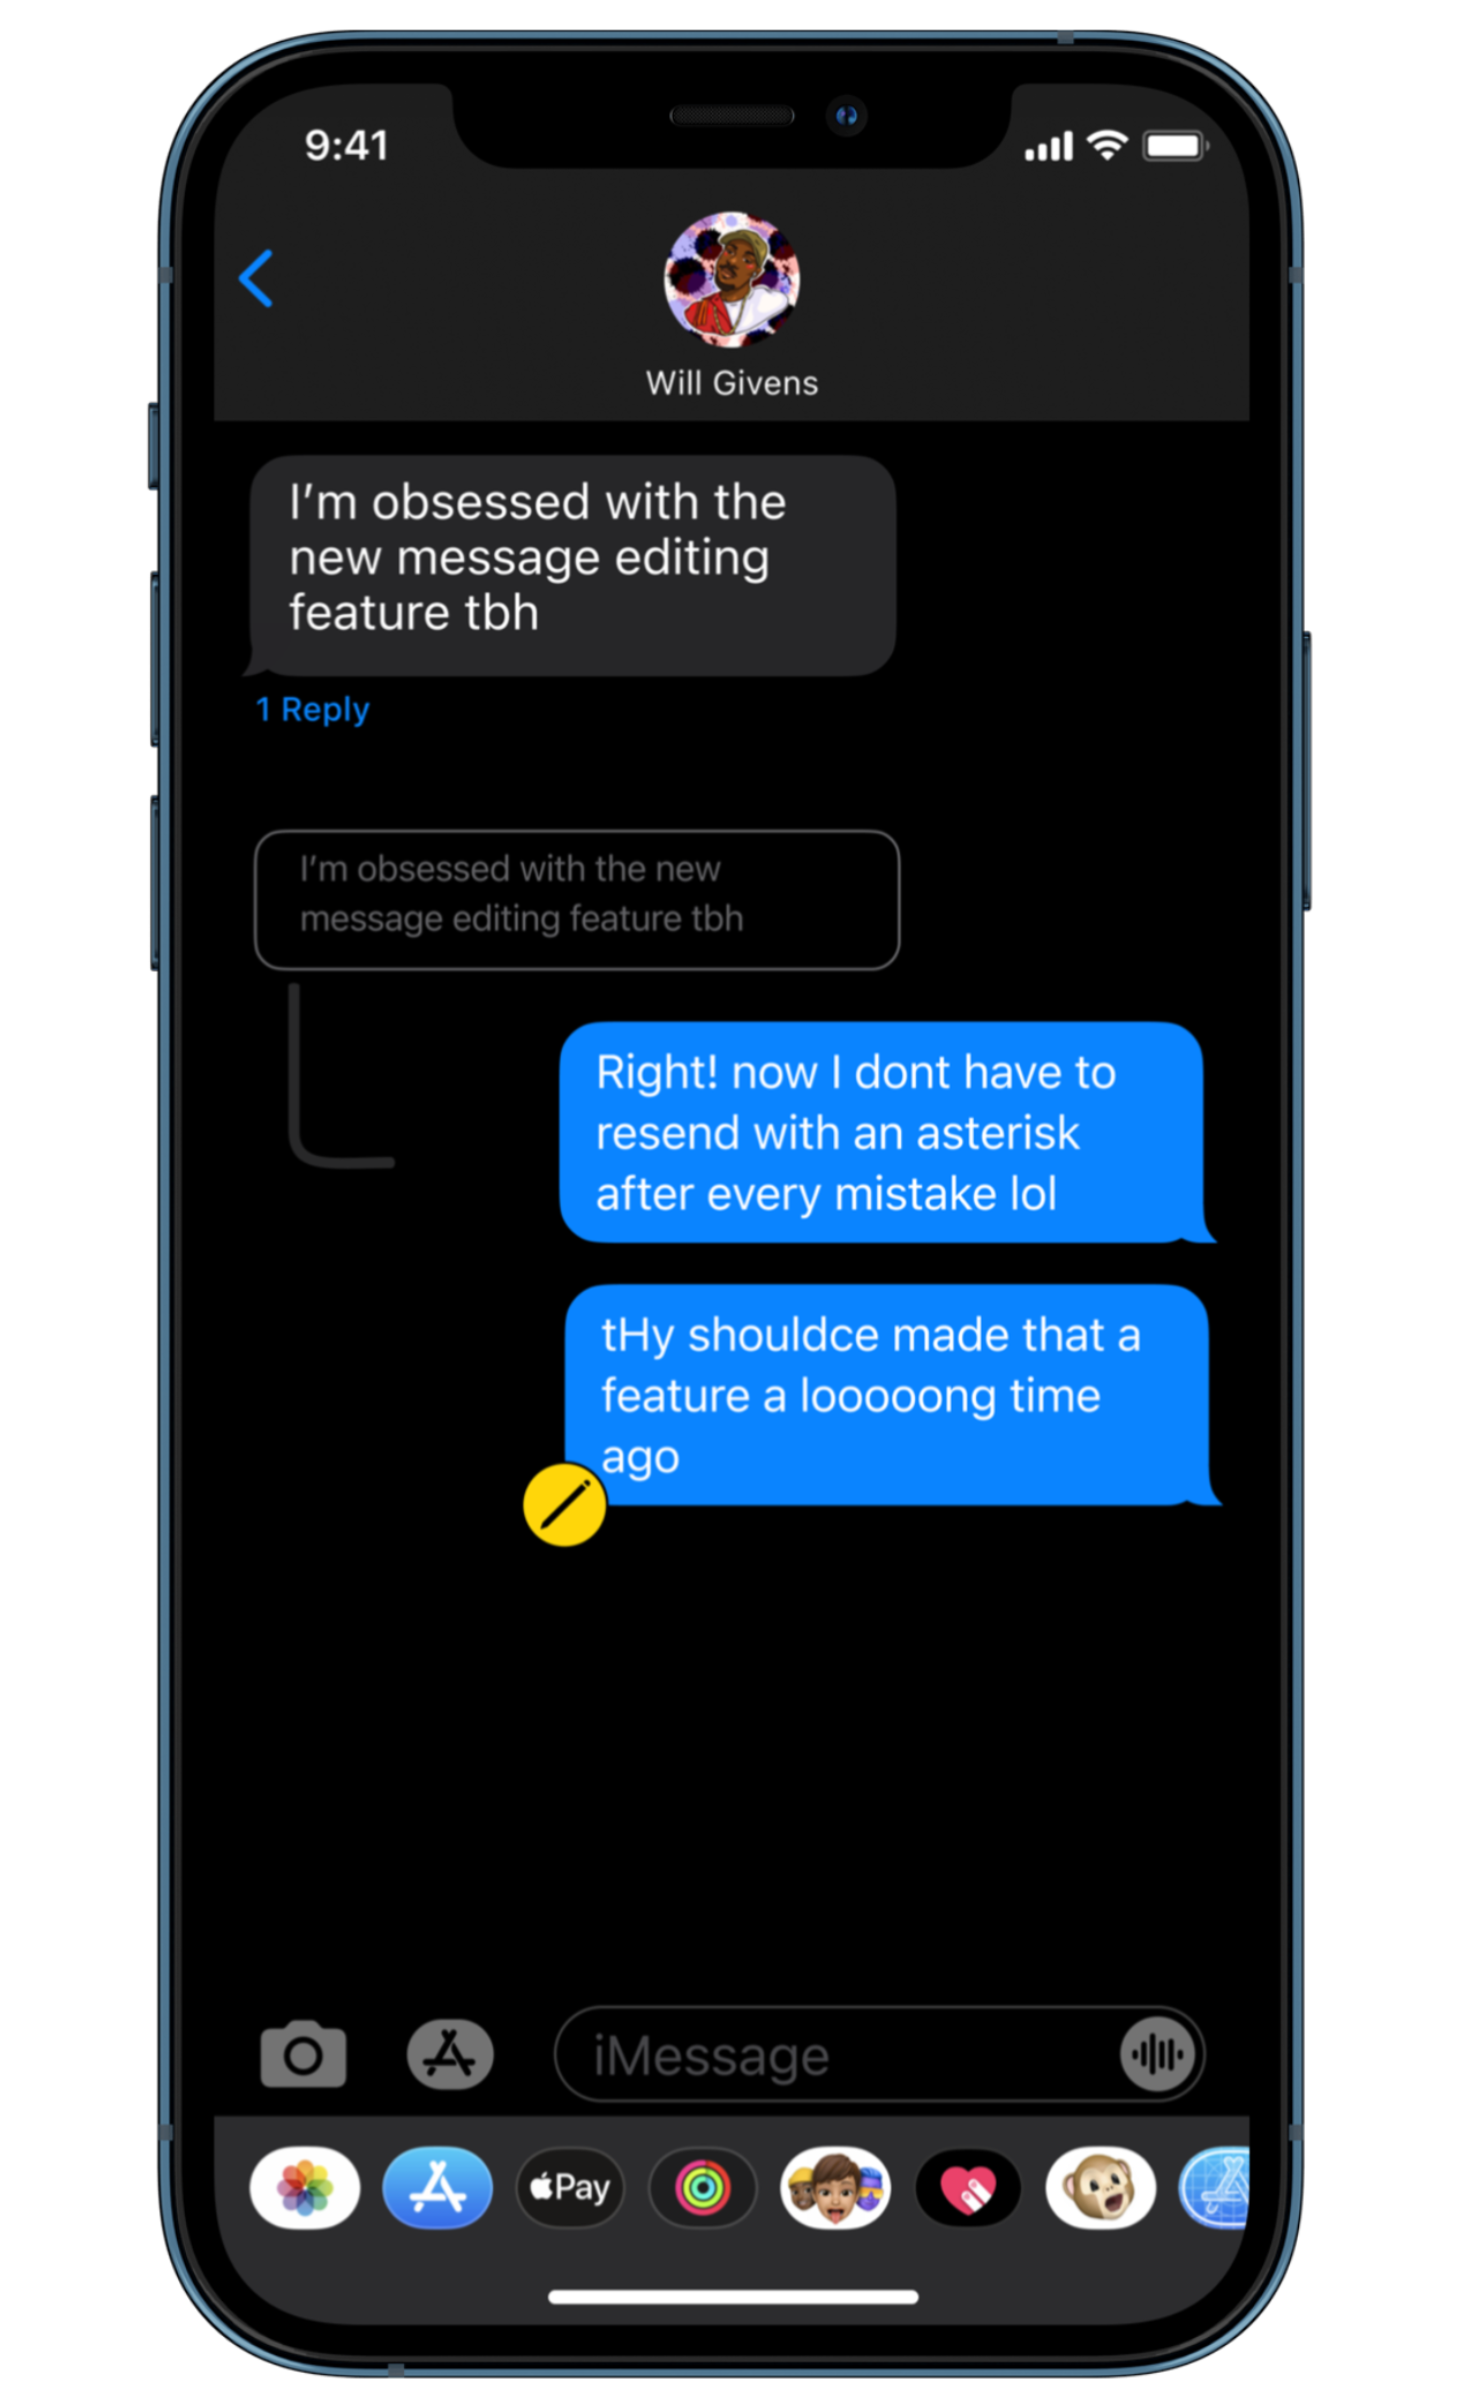 9:41
Will Givens
I’m obsessed with the
new message editing
feature tbh
1 Reply
I’m obsessed with the new
message editing feature tbh
Right! now I dont have to
resend with an asterisk
after every mistake lol
tHy shouldce made that a
feature a looooong time
ago
iMessage
Pay